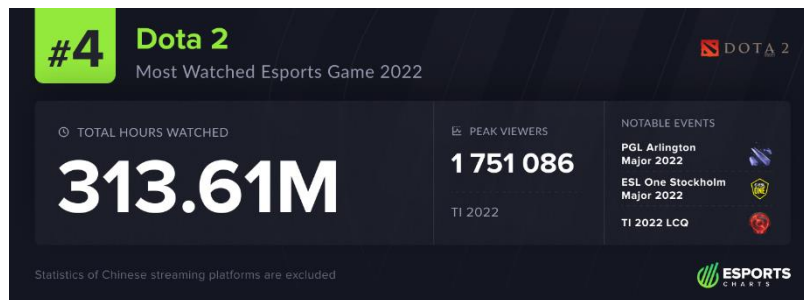 #4
Dota 2
Most Watched Esports Game 2022
DOTA 2
TOTAL HOURS WATCHED
313.61M
PEAK VIEWERS
1 751 086
TI 2022
NOTABLE EVENTS
PGL Arlington
Major 2022
ESL One Stockholm
Major 2022
TI 2022 LCQ
Statistics of Chinese streaming platforms are excluded
ESPORTS
CHARTS